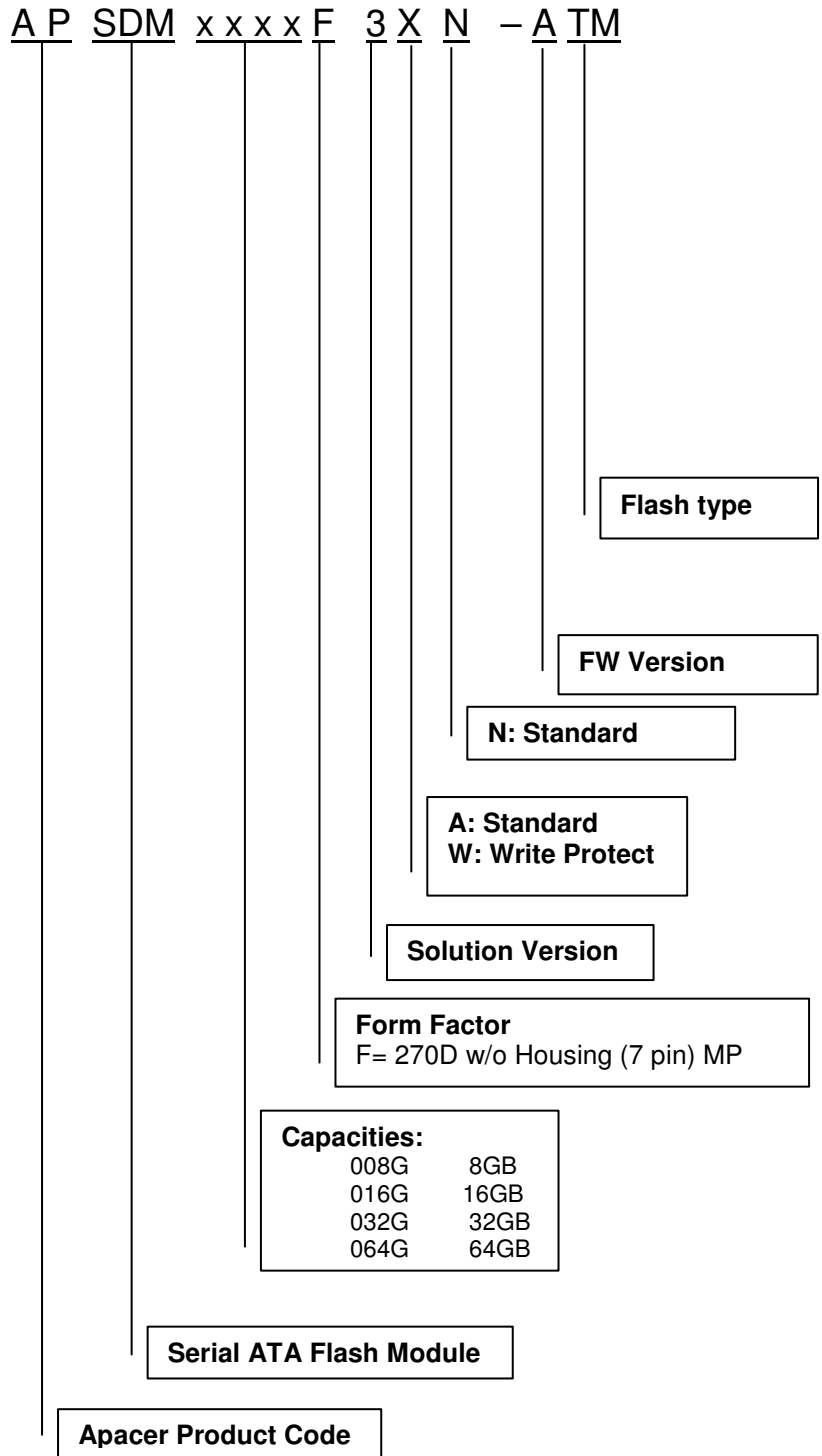 A P SDM x x x x F 3 X N – A TM
Flash type
FW Version
N: Standard
A: Standard
W: Write Protect
Solution Version
Form Factor
F= 270D w/o Housing (7 pin) MP
Capacities:
008G 8GB
016G 16GB
032G 32GB
064G 64GB
Serial ATA Flash Module
Apacer Product Code